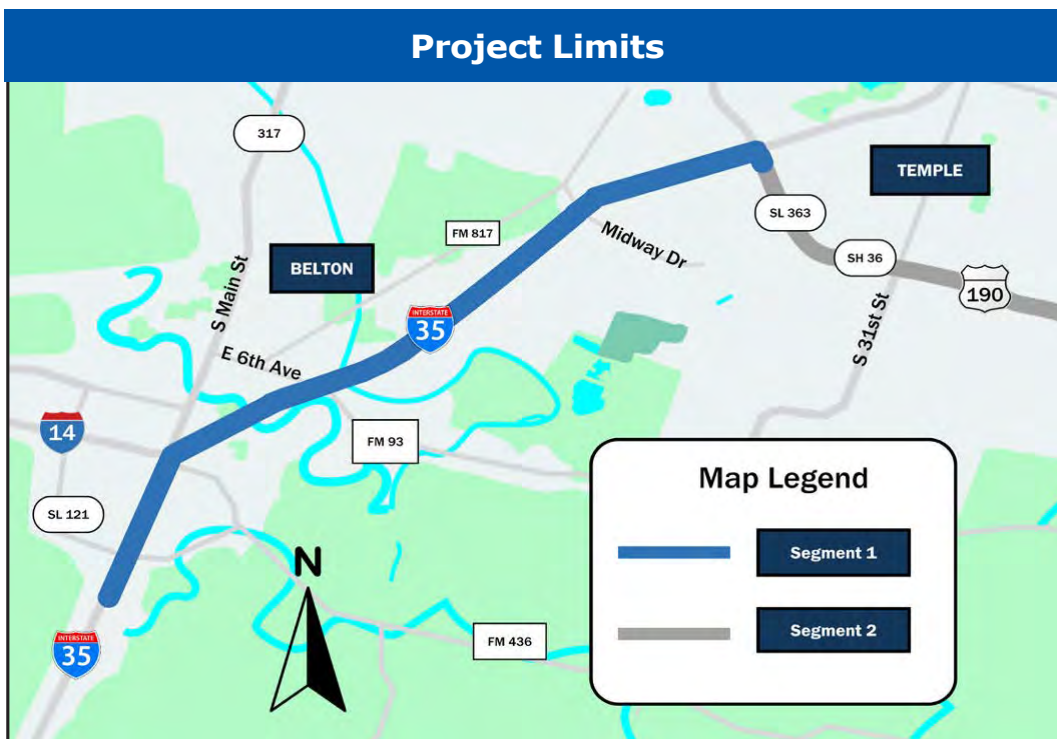 Project Limits
317
TEMPLE
SL 363
FM 817
Midway Dr
SH 36
BELTON
S Main St
190
INTERSTATE
35
S 31st St
E 6th Ave
14
FM 93
Map Legend
SL 121
Segment 1
N
Segment 2
FM 436
INTERSTATE
35